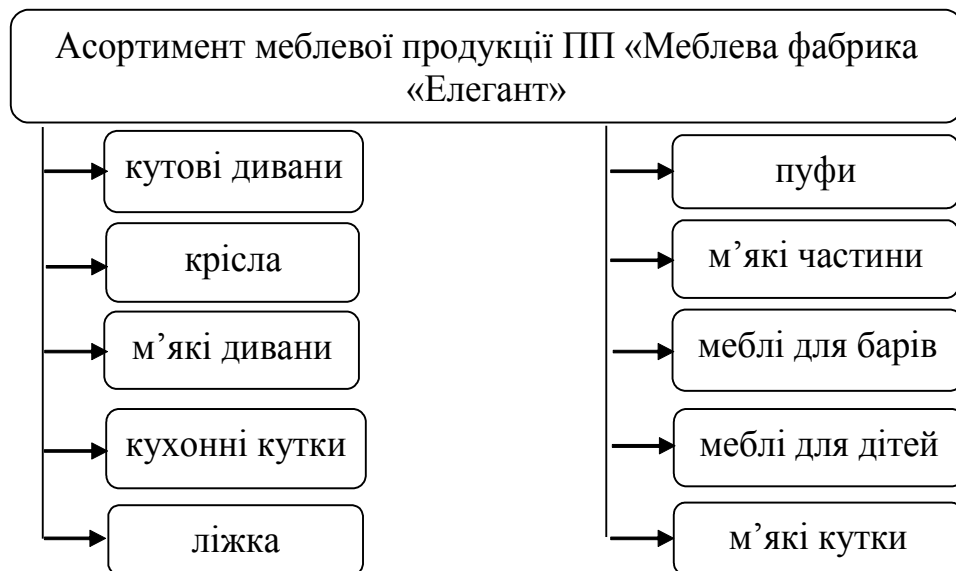 Асортимент меблевої продукції ПП «Меблева фабрика
«Елегант»
кутові дивани
крісла
м’які дивани
кухонні кутки
ліжка
пуфи
м’які частини
меблі для барів
меблі для дітей
м’які кутки